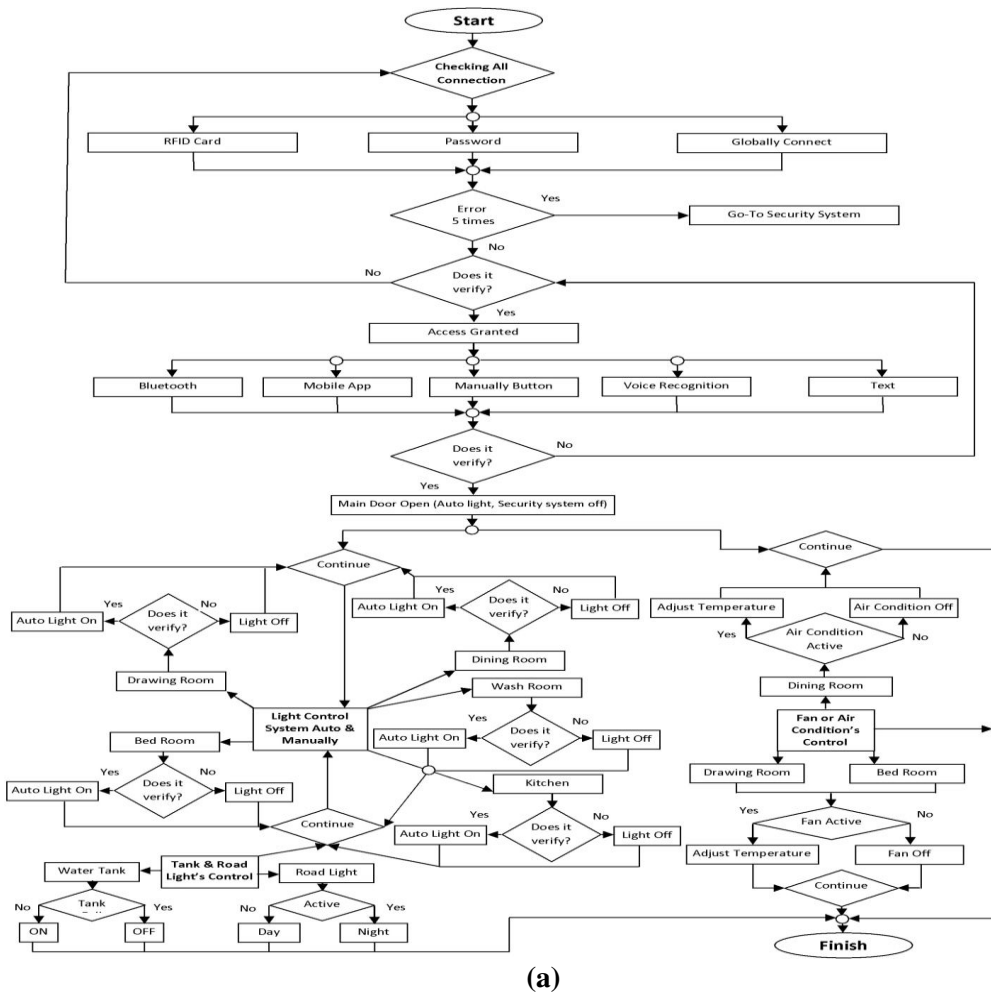 Start
Checking All
Connection
RFID Card
Password
Globally Connect
Error
5 times
Yes
Go-To Security System
No
No
Does it
verify?
Yes
Access Granted
Bluetooth
Mobile App
Manually Button
Voice Recognition
Text
Does it
verify?
No
Yes
Main Door Open (Auto light, Security system off)
Continue
Continue
Yes
Does it
verify?
No
Auto Light On
Light Off
Auto Light On
Yes
Does it
verify?
No
Light Off
Adjust Temperature
Air Condition Off
Yes
Air Condition
Active
No
Drawing Room
Dining Room
Dining Room
Wash Room
Light Control
System Auto &
Manually
Fan or Air
Condition's
Control
Bed Room
Yes
Does it
verify?
No
Auto Light On
Light Off
Yes
Does it
verify?
No
Auto Light On
Light Off
Drawing Room
Bed Room
Kitchen
Yes
Does it
verify?
No
Auto Light On
Light Off
Continue
Yes
Fan Active
No
Adjust Temperature
Fan Off
Tank & Road
Light's Control
Water Tank
Road Light
Continue
No
Tank
Yes
No
Active
Yes
ON
OFF
Day
Night
Finish
(a)